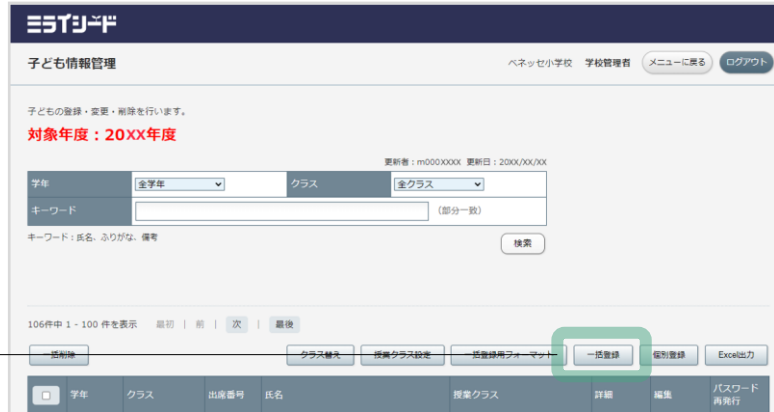 ミライシード
子ども情報管理
ベネッセ小学校 学校管理者 メニューに戻る ログアウト
子どもの登録・変更・削除を行います。
対象年度：20XX年度
更新者：m000XXXX 更新日：20XX/XX/XX
学年 全学年 クラス 全クラス
キーワード (部分一致)
キーワード：氏名、ふりがな、備考
検索
106件中 1 - 100 件を表示 最初 | 前 | 次 | 最後
一括削除 クラス替え 授業クラス設定 一括登録用フォーマット 一括登録 個別登録 Excel出力
学年 クラス 出席番号 氏名 授業クラス 詳細 編集 パスワード
再発行